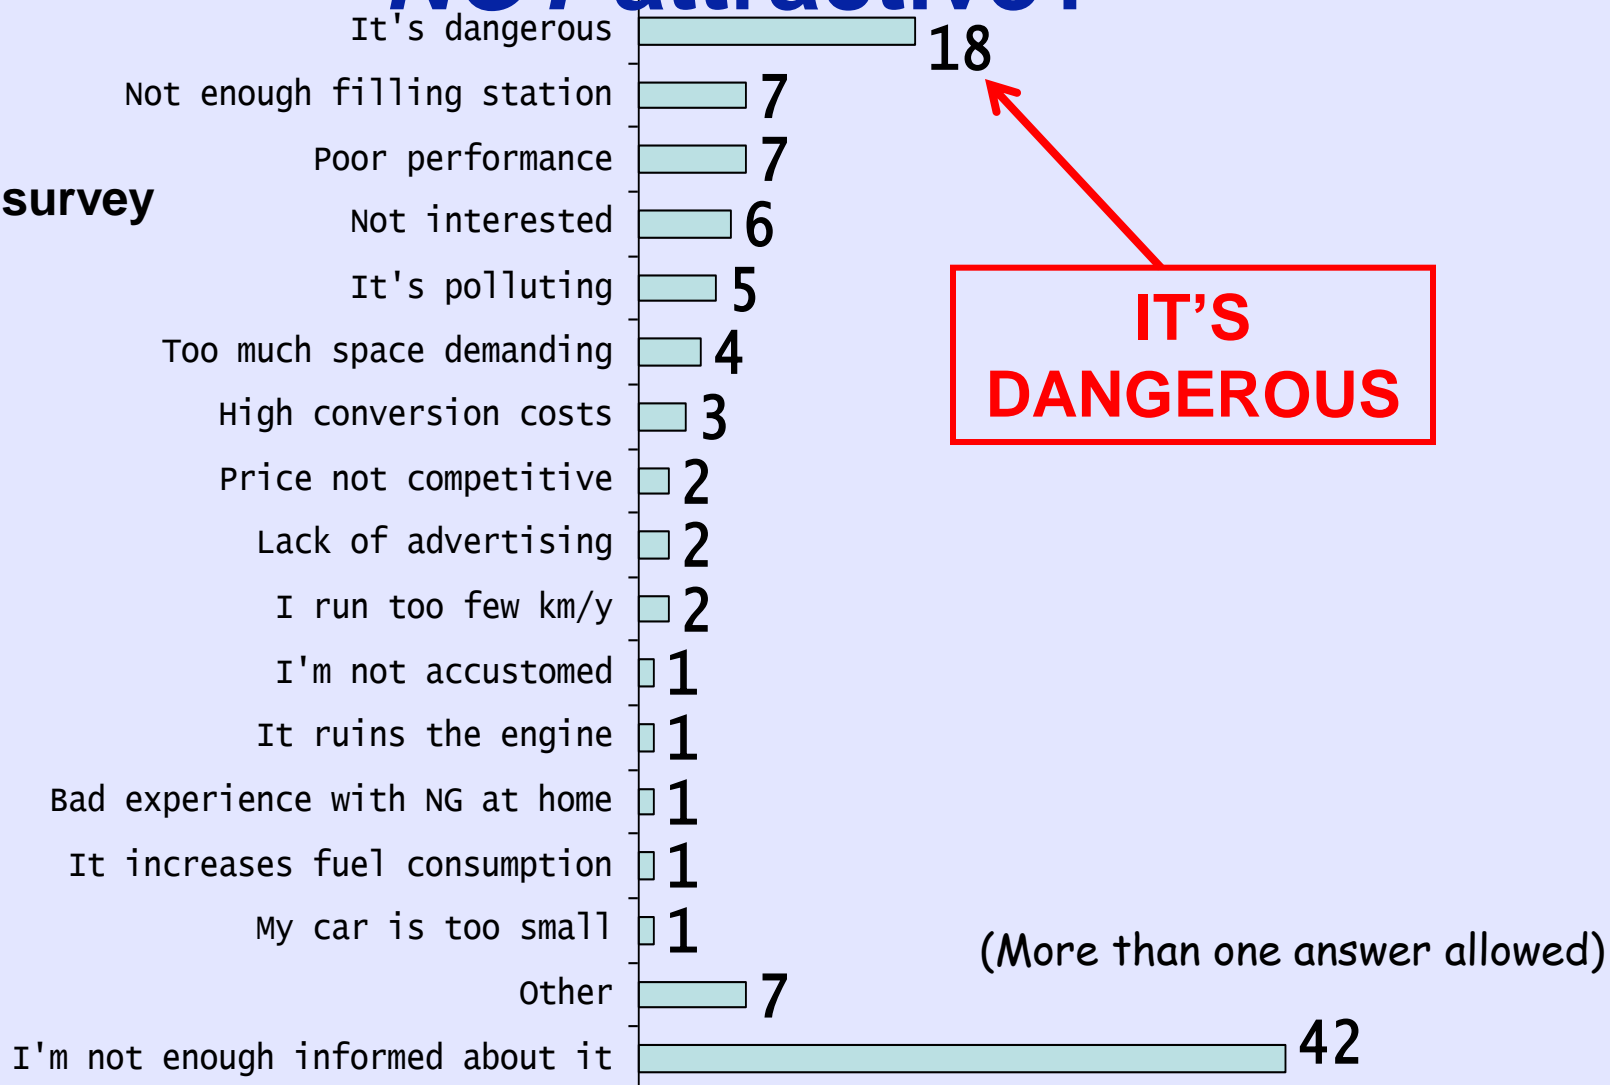 NOT attractive?
It's dangerous 18
Not enough filling station 7
Poor performance 7
survey
Not interested 6
It's polluting 5
IT’S
DANGEROUS
Too much space demanding 4
High conversion costs 3
Price not competitive 2
Lack of advertising 2
I run too few km/y 2
I'm not accustomed 1
It ruins the engine 1
Bad experience with NG at home 1
It increases fuel consumption 1
My car is too small 1
(More than one answer allowed)
Other 7
I'm not enough informed about it 42